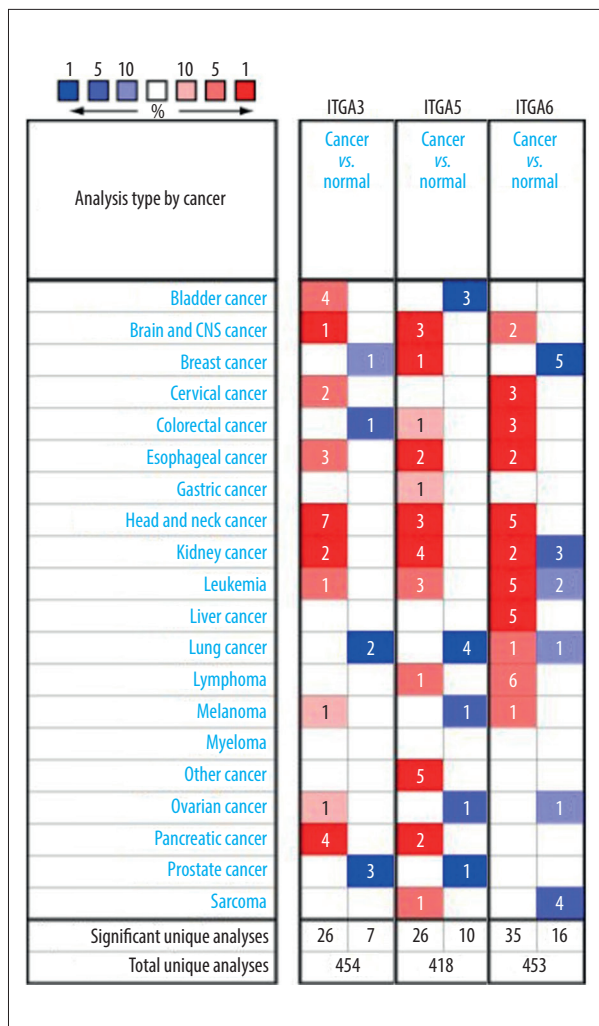 1 5 10 10 5 1
%
ITGA3 ITGA5 ITGA6
Analysis type by cancer
Cancer vs. normal Cancer vs. normal Cancer vs. normal
Bladder cancer 4 3
Brain and CNS cancer 1 3 2
Breast cancer 1 1 5
Cervical cancer 2 3
Colorectal cancer 1 1 3
Esophageal cancer 3 2 2
Gastric cancer 1
Head and neck cancer 7 3 5
Kidney cancer 2 4 2 3
Leukemia 1 3 5 2
Liver cancer 5
Lung cancer 2 4 1 1
Lymphoma 1 6
Melanoma 1 1 1
Myeloma
Other cancer 5
Ovarian cancer 1 1 1
Pancreatic cancer 4 2
Prostate cancer 3 1
Sarcoma 1 4
Significant unique analyses 26 7 26 10 35 16
Total unique analyses 454 418 453